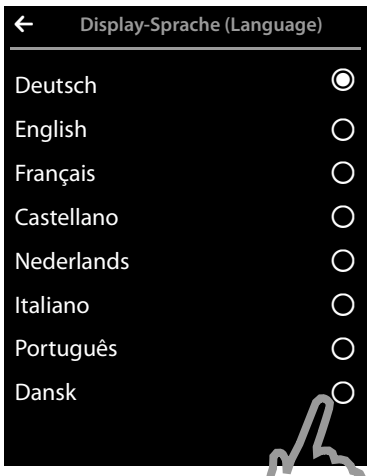 Display-Sprache (Language)
Deutsch
English
Français
Castellano
Nederlands
Italiano
Português
Dansk